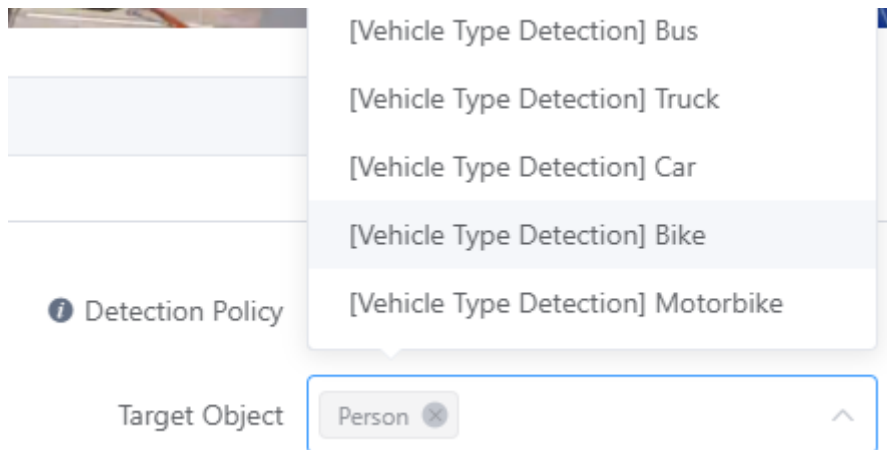 [Vehicle Type Detection] Bus
[Vehicle Type Detection] Truck
[Vehicle Type Detection] Car
[Vehicle Type Detection] Bike
[Vehicle Type Detection] Motorbike
Detection Policy
Target Object
Person